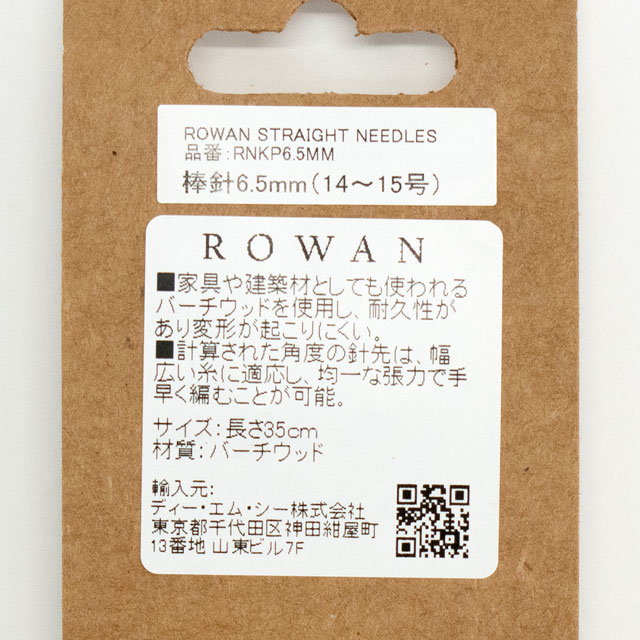 ROWAN STRAIGHT NEEDLES
品番:RNKP6.5MM
棒針6.5mm(14〜15号)
ROWAN
■家具や建築材としても使われる
バーチウッドを使用し、耐久性が
あり変形が起こりにくい。
■計算された角度の針先は、幅
広い糸に適応し、均一な張力で手
早く編むことが可能。
サイズ:長さ35cm
材質:バーチウッド
輸入元:
ディー・エム・シー株式会社
東京都千代田区神田紺屋町
13番地 山東ビル7F